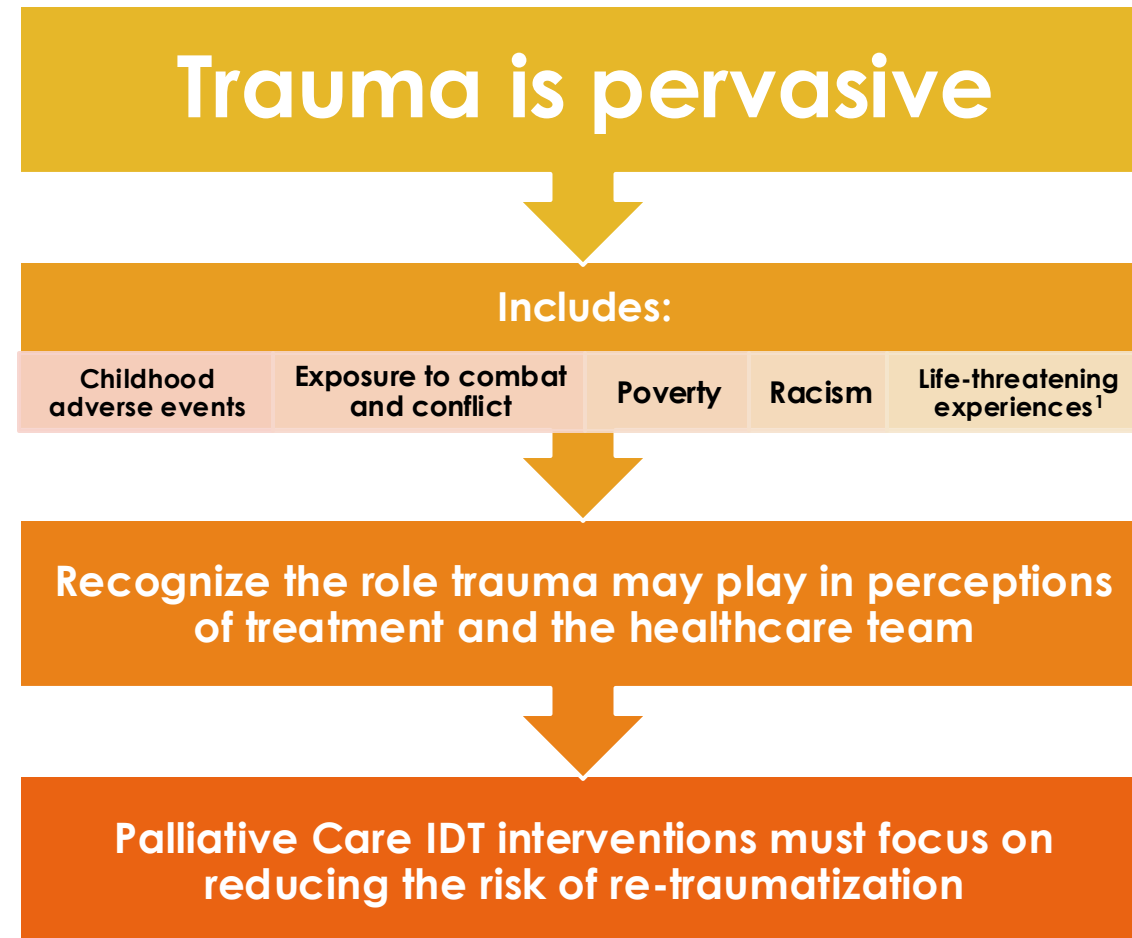 Trauma is pervasive
Includes:
Childhood
adverse events
Exposure to combat
and conflict
Poverty
Racism
Life-threatening
experiences¹
Recognize the role trauma may play in perceptions
of treatment and the healthcare team
Palliative Care IDT interventions must focus on
reducing the risk of re-traumatization